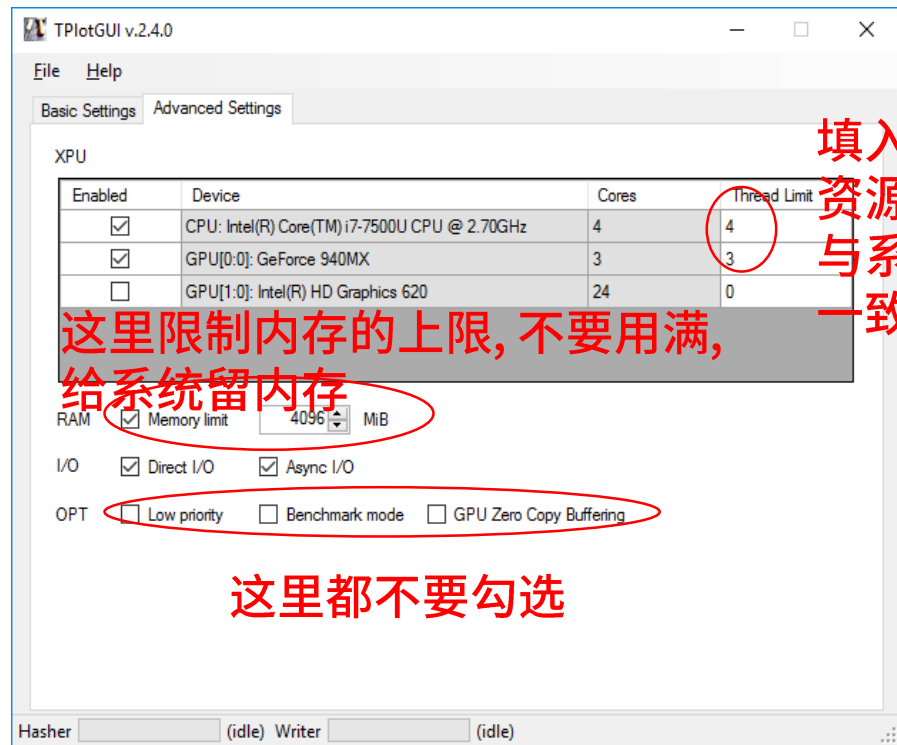 TPlotGUI v.2.4.0
File Help
Basic Settings Advanced Settings
XPU
Enabled Device Cores Thread Limit
CPU: Intel(R) Core(TM) i7-7500U CPU @ 2.70GHz 4 4
GPU[0:0]: GeForce 940MX 3 3
GPU[1:0]: Intel(R) HD Graphics 620 24 0
填入
资源
与系
一致
这里限制内存的上限, 不要用满,
给系统留内存
RAM Memory limit 4096 MiB
I/O Direct I/O Async I/O
OPT Low priority Benchmark mode GPU Zero Copy Buffering
这里都不要勾选
Hasher (idle) Writer (idle)